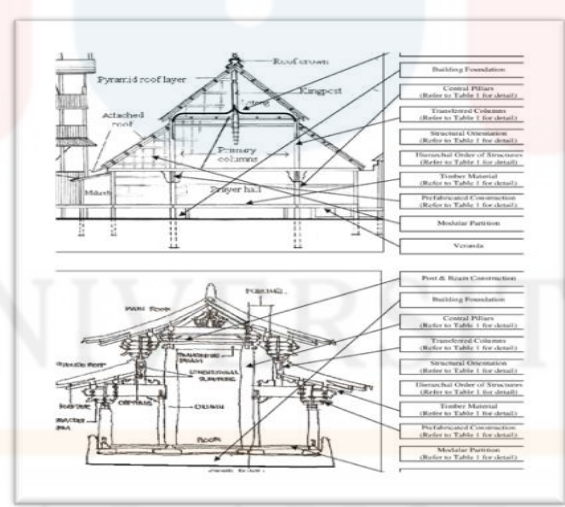 Roof crown
Pyramid roof layer
Kingpost
Attached
roof
Primary
columns
Prayer hall
Mihrab
Building Foundation
Central Pillars
(Refer to Table 1 for detail)
Transferred Columns
(Refer to Table 1 for detail)
Structural Orientation
(Refer to Table 1 for detail)
Hierarchal Order of Structures
(Refer to Table 1 for detail)
Timber Material
(Refer to Table 1 for detail)
Prefabricated Construction
(Refer to Table 1 for detail)
Modular Partition
Veranda
MAIN ROOF
COLUMN
FLOOR
Post & Beam Construction
Building Foundation
Central Pillars
(Refer to Table 1 for detail)
Transferred Columns
(Refer to Table 1 for detail)
Structural Orientation
(Refer to Table 1 for detail)
Hierarchal Order of Structures
(Refer to Table 1 for detail)
Timber Material
(Refer to Table 1 for detail)
Prefabricated Construction
(Refer to Table 1 for detail)
Modular Partition
(Refer to Table 1 for detail)